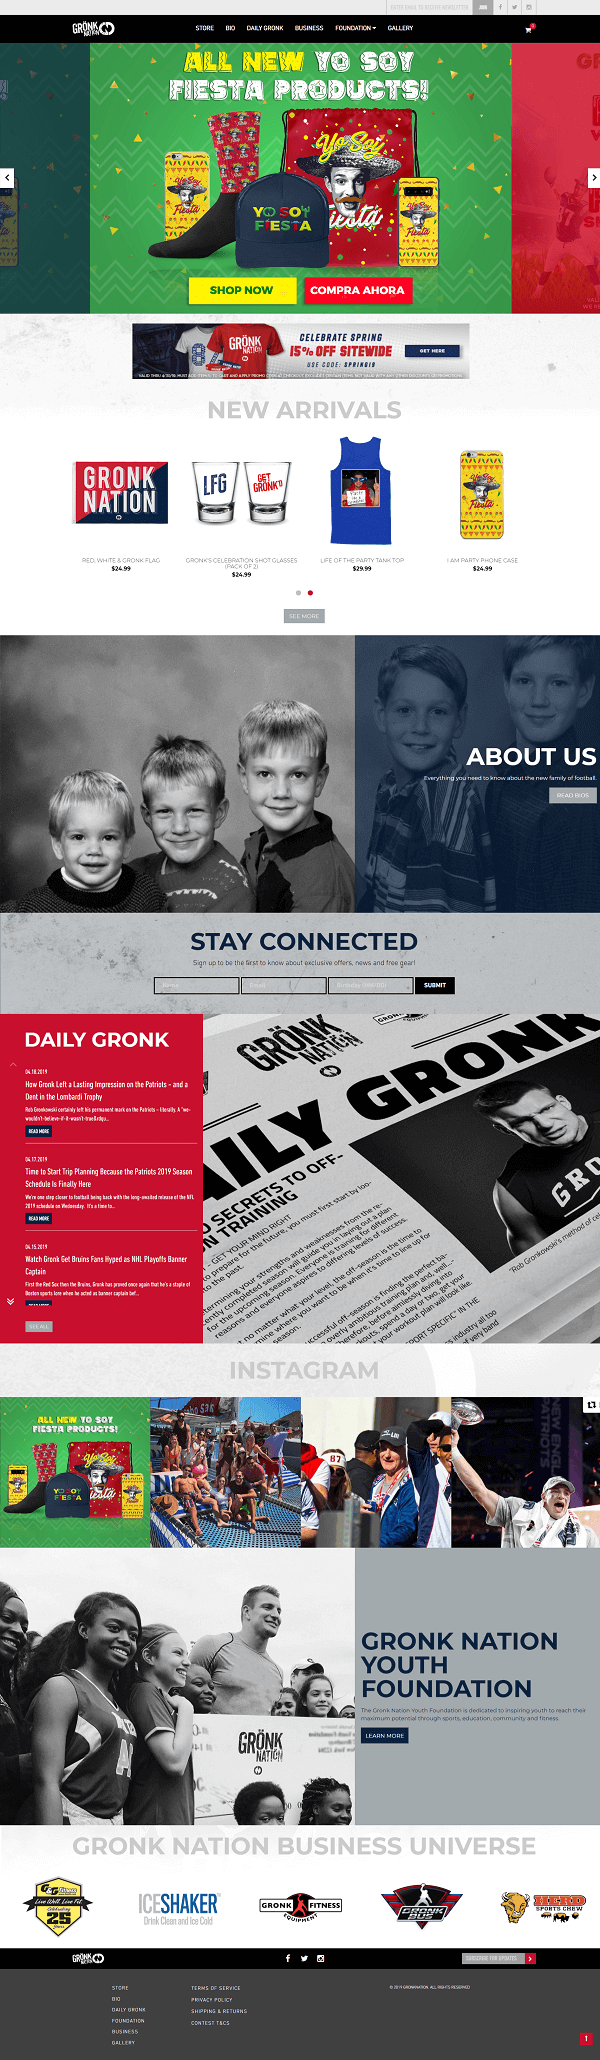 ENTER EMAIL TO RECEIVE NEWSLETTER
JOIN
GRÖNK NATION
STORE
BIO
DAILY GRONK
BUSINESS
FOUNDATION
GALLERY
ALL NEW YO SOY
FIESTA PRODUCTS!
Yo Soy
Fiesta
YO SOY
FIESTA
SHOP NOW
COMPRA AHORA
GRÖNK
NATION
CELEBRATE SPRING
15% OFF SITEWIDE
USE CODE: SPRING19
GET HERE
NEW ARRIVALS
GRONK
NATION
LFG
GET
GRONK'D
Yo Soy
Fiesta
RED, WHITE & GRONK FLAG
$24.99
GRONK'S CELEBRATION SHOT GLASSES
(PACK OF 2)
$24.99
LIFE OF THE PARTY TANK TOP
$29.99
I AM PARTY PHONE CASE
$24.99
SEE MORE
ABOUT US
Everything you need to know about the new family of football.
READ BIOS
STAY CONNECTED
Sign up to be the first to know about exclusive offers, news and free gear!
Name
Email
Birthday (MM/DD)
SUBMIT
DAILY GRONK
04.18.2019
How Gronk Left a Lasting Impression on the Patriots – and a
Dent in the Lombardi Trophy
Rob Gronkowski certainly left his permanent mark on the Patriots – literally. A "we-
wouldn't-believe-if-it-wasn't-true&rdqu...
READ MORE
04.17.2019
Time to Start Trip Planning Because the Patriots 2019 Season
Schedule Is Finally Here
We're one step closer to football being back with the long-awaited release of the NFL
2019 schedule on Wednesday. It's a time to...
READ MORE
04.15.2019
Watch Gronk Get Bruins Fans Hyped as NHL Playoffs Banner
Captain
First the Red Sox then the Bruins, Gronk has proved once again that he's a staple of
Boston sports lore when he acted as banner captain bef...
READ MORE
SEE ALL
GRÖNK
NATION
AILY GRONK
O SECRETS TO OFF-
N TRAINING
- GET YOUR MIND RIGHT
INSTAGRAM
ALL NEW YO SOY
FIESTA PRODUCTS!
YO SOY
FIESTA
87
GRÖNK
NATION
GRONK NATION
YOUTH
FOUNDATION
The Gronk Nation Youth Foundation is dedicated to inspiring youth to reach their
maximum potential through sports, education, community and fitness.
LEARN MORE
GRONK NATION BUSINESS UNIVERSE
G&G Fitness
Live Well. Live Fit.
Celebrating
25
Years
ICESHAKER
Drink Clean and Ice Cold
GRONK FITNESS
EQUIPMENT
GRONK
BUS
HERD
SPORTS CHEW
GRÖNK NATION
SUBSCRIBE FOR UPDATES
STORE
BIO
DAILY GRONK
FOUNDATION
BUSINESS
GALLERY
TERMS OF SERVICE
PRIVACY POLICY
SHIPPING & RETURNS
CONTEST T&CS
© 2019 GRONKNATION, ALL RIGHTS RESERVED